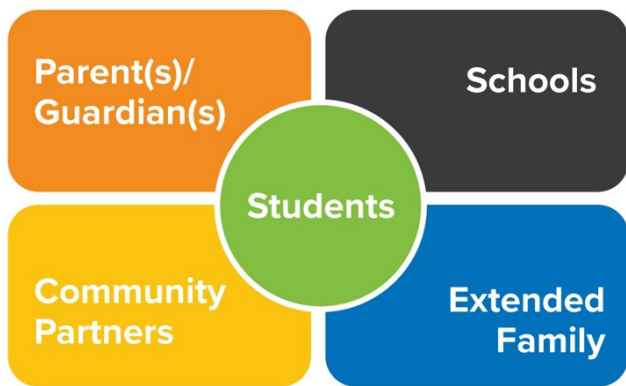 Parent(s)/
Guardian(s)
Schools
Students
Community
Partners
Extended
Family